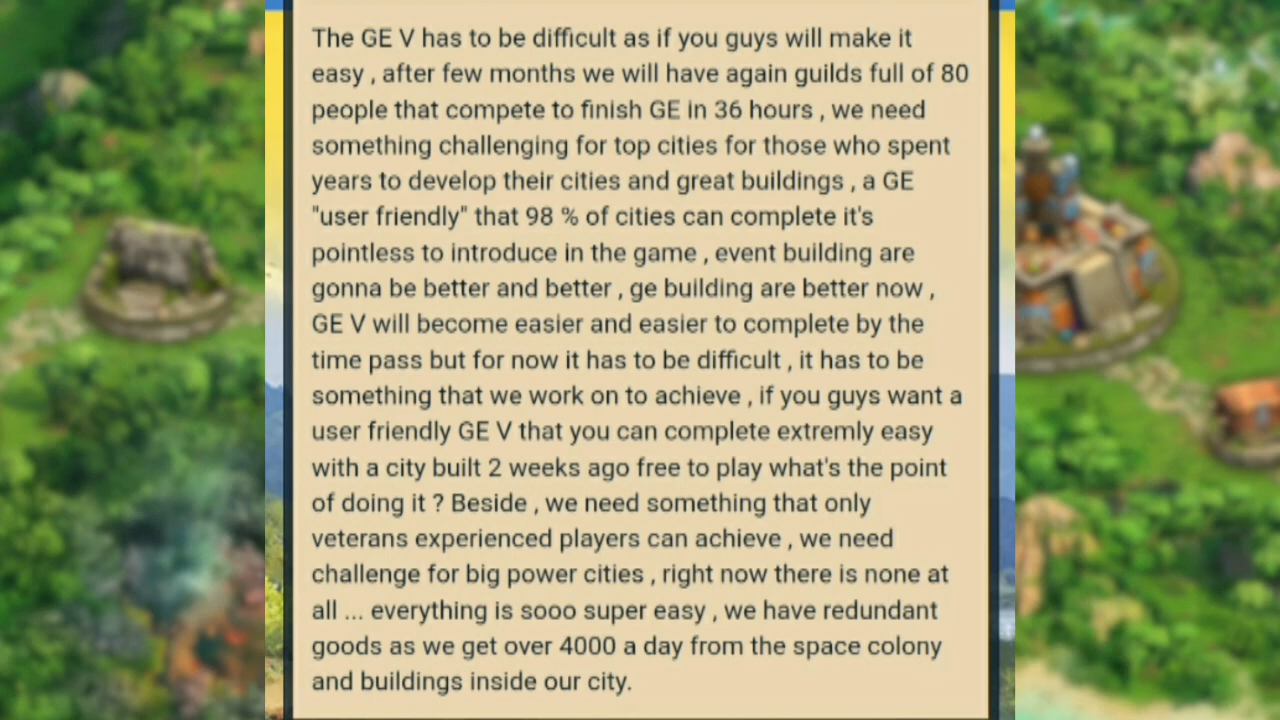 The GE V has to be difficult as if you guys will make it
easy , after few months we will have again guilds full of 80
people that compete to finish GE in 36 hours , we need
something challenging for top cities for those who spent
years to develop their cities and great buildings , a GE
"user friendly" that 98 % of cities can complete it's
pointless to introduce in the game , event building are
gonna be better and better , ge building are better now ,
GE V will become easier and easier to complete by the
time pass but for now it has to be difficult , it has to be
something that we work on to achieve , if you guys want a
user friendly GE V that you can complete extremly easy
with a city built 2 weeks ago free to play what's the point
of doing it ? Beside , we need something that only
veterans experienced players can achieve , we need
challenge for big power cities , right now there is none at
all ... everything is sooo super easy , we have redundant
goods as we get over 4000 a day from the space colony
and buildings inside our city.